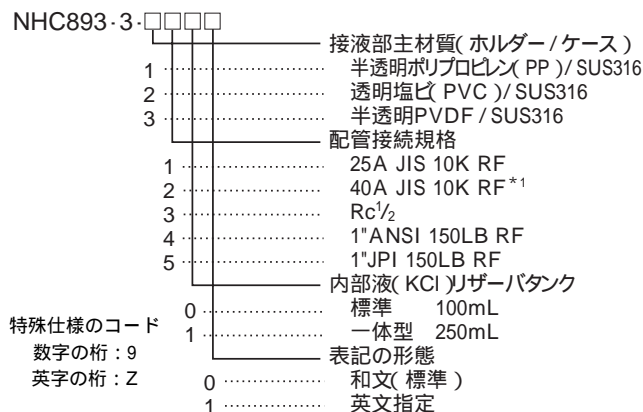 NHC893-3-□□□□
接液部主材質(ホルダー/ケース)
1 半透明ポリプロピレン(PP)/SUS316
2 透明塩ビ(PVC)/SUS316
3 半透明PVDF/SUS316
配管接続規格
1 25A JIS 10K RF
2 40A JIS 10K RF*1
3 Rc1/2
4 1"ANSI 150LB RF
5 1"JPI 150LB RF
内部液(KCl)リザーバタンク
0 標準 100mL
1 一体型 250mL
表記の形態
0 和文(標準)
1 英文指定
特殊仕様のコード
数字の桁:9
英字の桁:Z